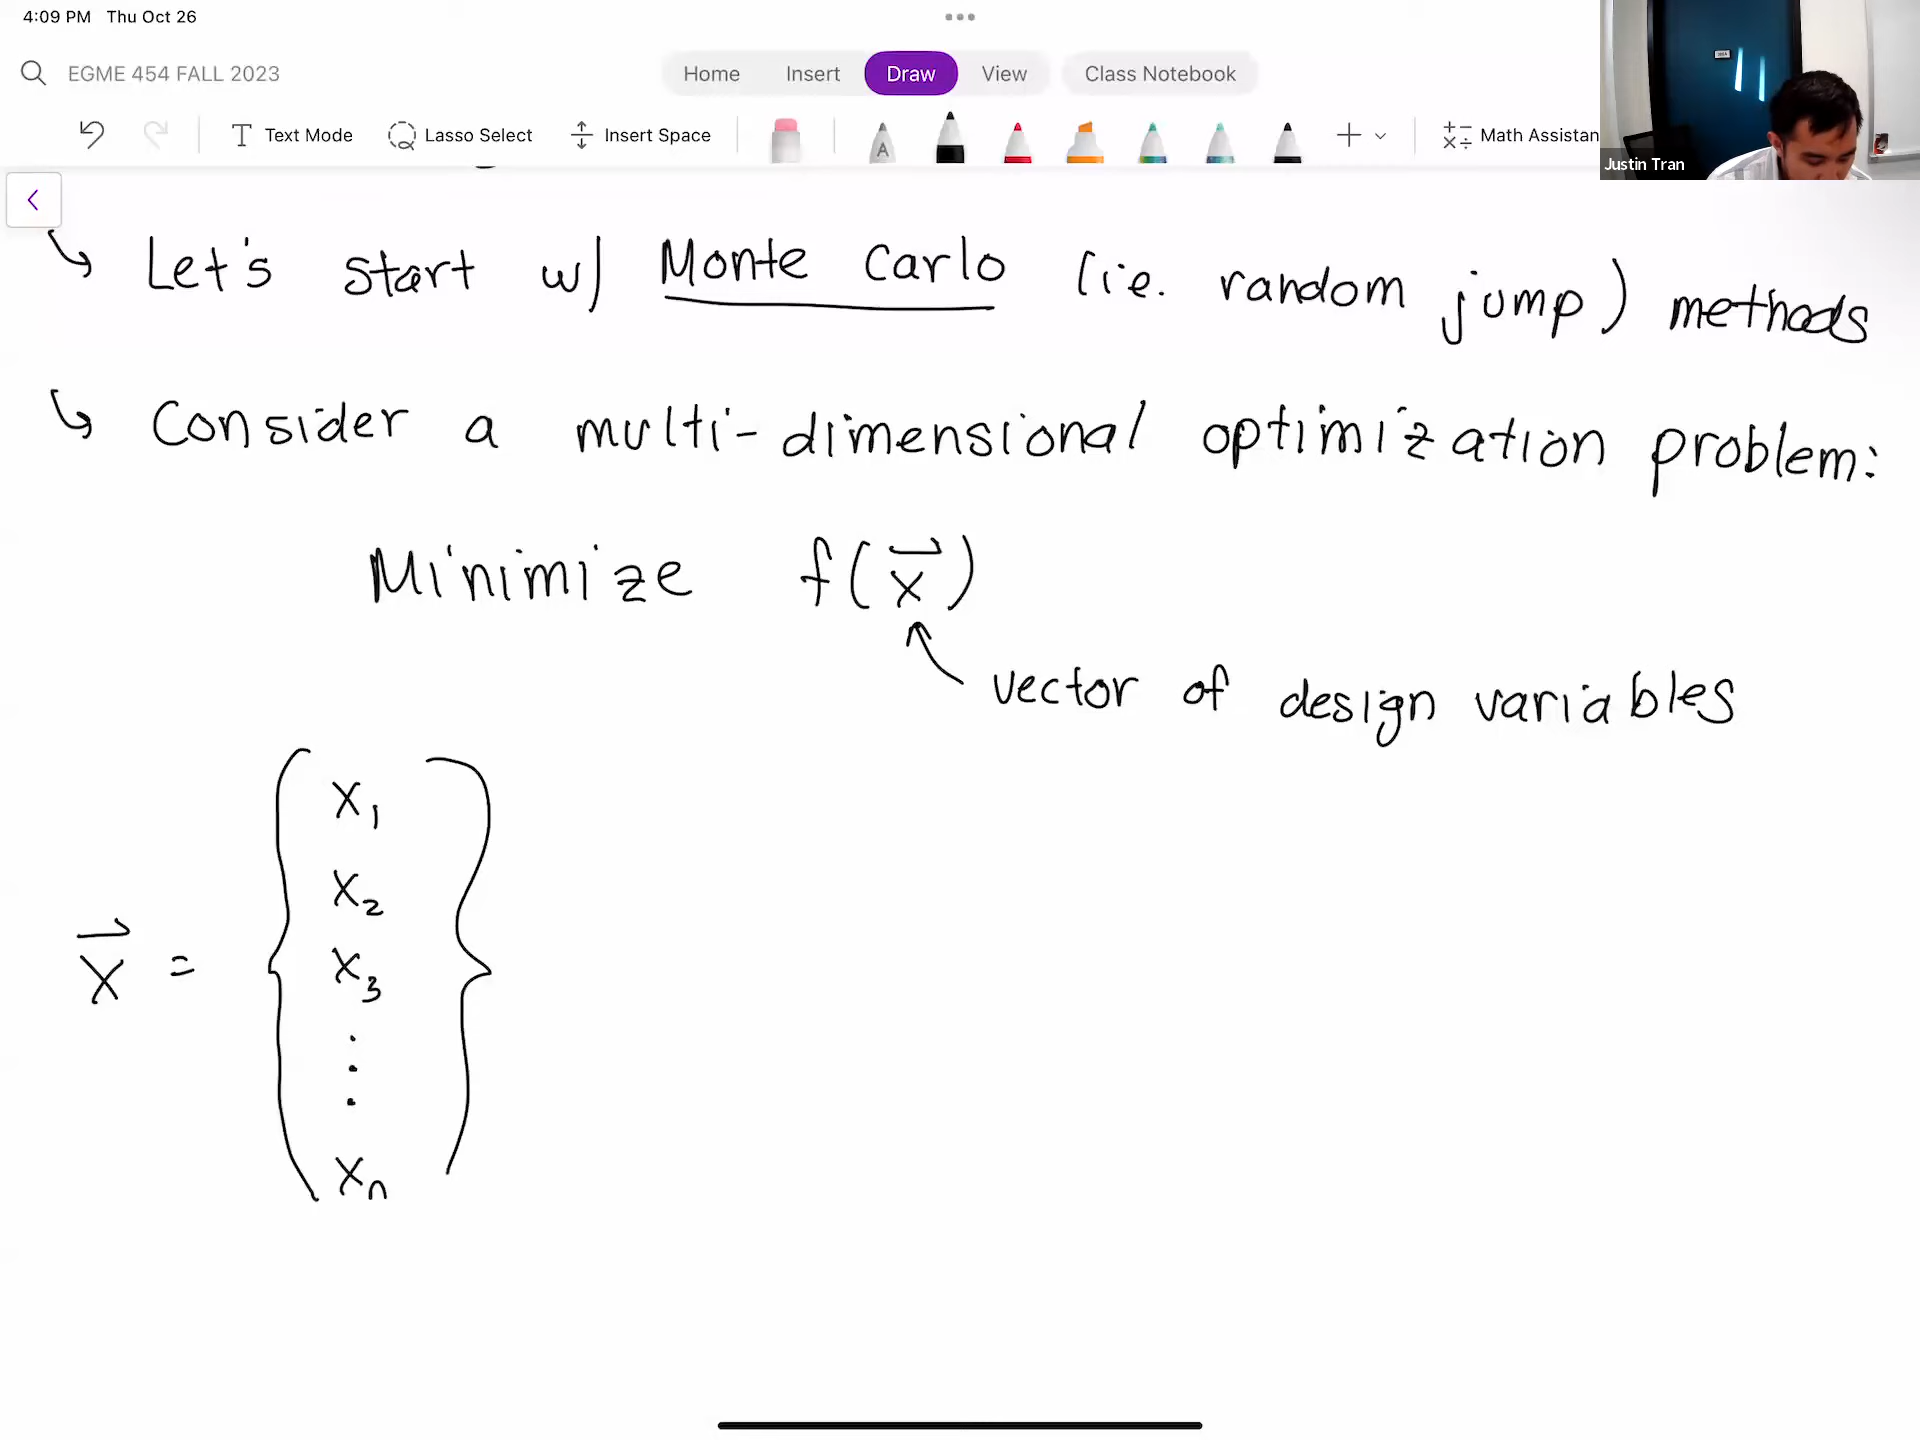 4:09 PM Thu Oct 26
EGME 454 FALL 2023
Home Insert Draw View Class Notebook
Text Mode Lasso Select Insert Space A Math Assistan
Justin Tran
Let's start w/ Monte Carlo (i.e. random jump) methods
Consider a multi-dimensional optimization problem:
Minimize f(x⃗)
vector of design variables
x⃗ = { x₁
x₂
x₃
⋮
xₙ }